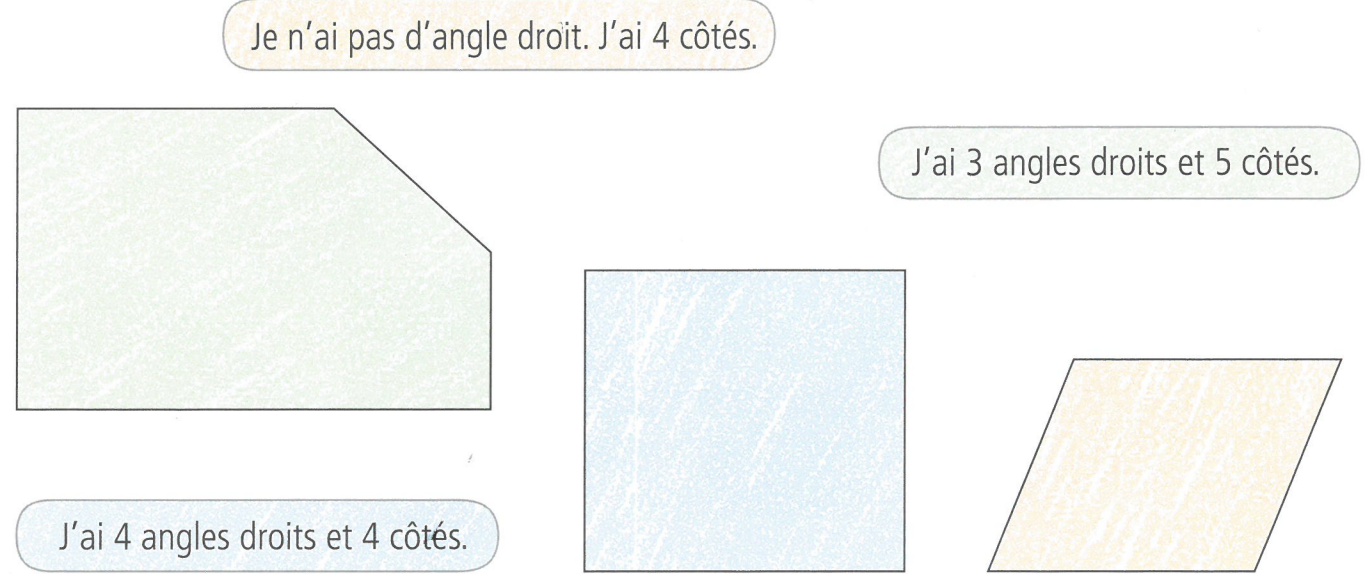 Je n'ai pas d'angle droit. J'ai 4 côtés.
J'ai 3 angles droits et 5 côtés.
J'ai 4 angles droits et 4 côtés.